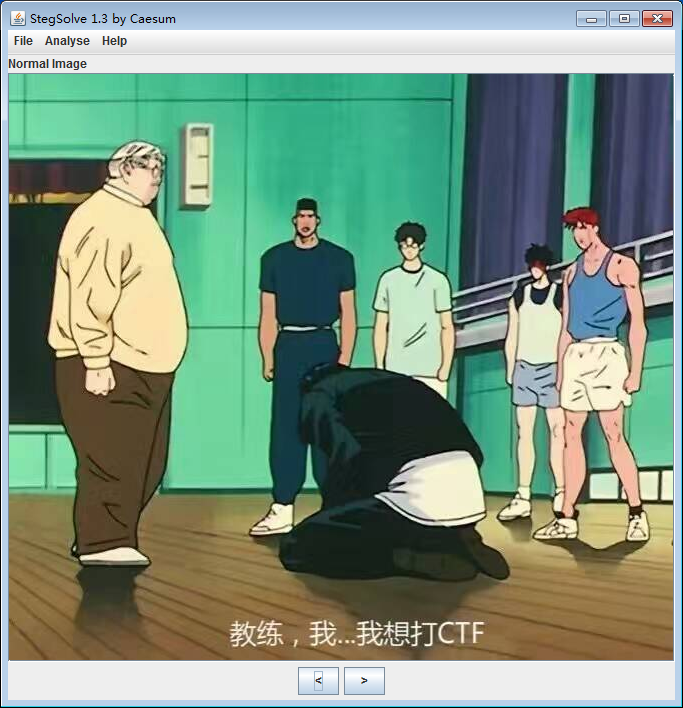 StegSolve 1.3 by Caesum
File Analyse Help
Normal Image
教练，我...我想打CTF
< >